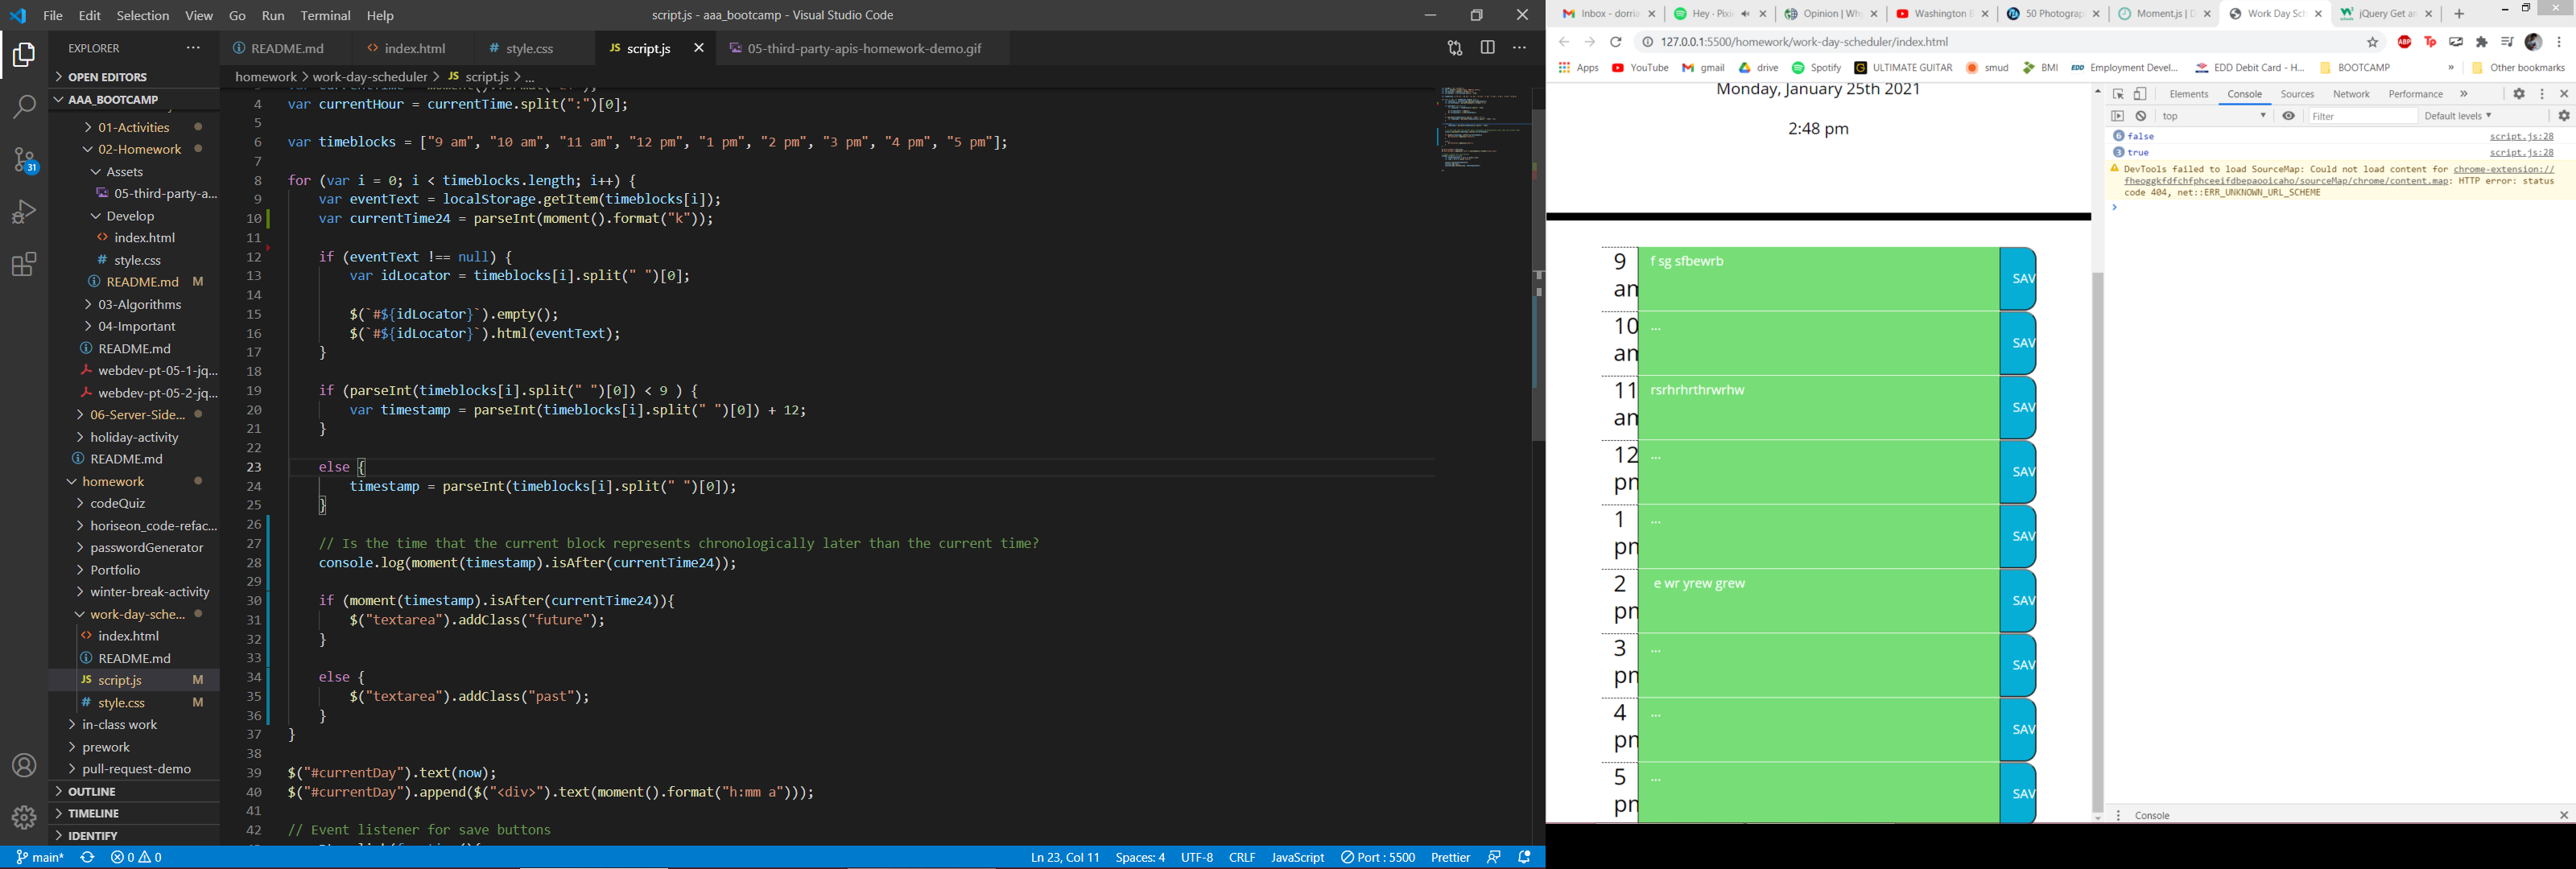 File Edit Selection View Go Run Terminal Help
script.js - aaa_bootcamp - Visual Studio Code
EXPLORER
OPEN EDITORS
AAA_BOOTCAMP
01-Activities
02-Homework
Assets
05-third-party-a...
Develop
index.html
style.css
README.md M
03-Algorithms
04-Important
README.md
webdev-pt-05-1-jq...
webdev-pt-05-2-jq...
06-Server-Side...
holiday-activity
README.md
homework
codeQuiz
horiseon_code-refac...
passwordGenerator
Portfolio
winter-break-activity
work-day-sche...
index.html
README.md
script.js M
style.css M
in-class work
prework
pull-request-demo
OUTLINE
TIMELINE
IDENTIFY
31
README.md index.html style.css JS script.js 05-third-party-apis-homework-demo.gif
homework > work-day-scheduler > JS script.js > ...
4 var currentHour = currentTime.split(":")[0];
5
6 var timeblocks = ["9 am", "10 am", "11 am", "12 pm", "1 pm", "2 pm", "3 pm", "4 pm", "5 pm"];
7
8 for (var i = 0; i < timeblocks.length; i++) {
9 var eventText = localStorage.getItem(timeblocks[i]);
10 var currentTime24 = parseInt(moment().format("k"));
11
12 if (eventText !== null) {
13 var idLocator = timeblocks[i].split(" ")[0];
14
15 $(`#${idLocator}`).empty();
16 $(`#${idLocator}`).html(eventText);
17 }
18
19 if (parseInt(timeblocks[i].split(" ")[0]) < 9 ) {
20 var timestamp = parseInt(timeblocks[i].split(" ")[0]) + 12;
21 }
22
23 else {
24 timestamp = parseInt(timeblocks[i].split(" ")[0]);
25 }
26
27 // Is the time that the current block represents chronologically later than the current time?
28 console.log(moment(timestamp).isAfter(currentTime24));
29
30 if (moment(timestamp).isAfter(currentTime24)){
31 $("textarea").addClass("future");
32 }
33
34 else {
35 $("textarea").addClass("past");
36 }
37 }
38
39 $("#currentDay").text(now);
40 $("#currentDay").append($("<div>").text(moment().format("h:mm a")));
41
42 // Event listener for save buttons
main* 0 0
Ln 23, Col 11 Spaces: 4 UTF-8 CRLF JavaScript Port : 5500 Prettier
Inbox - dorria Hey · Pixi Opinion | Wh Washington 50 Photograp Moment.js | D Work Day Sch jQuery Get a
127.0.0.1:5500/homework/work-day-scheduler/index.html
Apps YouTube gmail drive Spotify ULTIMATE GUITAR smud BMI EDD Employment Devel... EDD Debit Card - H... BOOTCAMP » Other bookmarks
Monday, January 25th 2021
2:48 pm
9 am f sg sfbewrb SAV
10 am ... SAV
11 am rsrhrhrthrwrhw SAV
12 pm ... SAV
1 pm ... SAV
2 pm e wr yrew grew SAV
3 pm ... SAV
4 pm ... SAV
5 pm ... SAV
Elements Console Sources Network Performance »
top Filter Default levels
6 false script.js:28
3 true script.js:28
DevTools failed to load SourceMap: Could not load content for chrome-extension://
fheoggkfdfchfphceeifdbepaooicaho/sourceMap/chrome/content.map: HTTP error: status
code 404, net::ERR_UNKNOWN_URL_SCHEME
Console